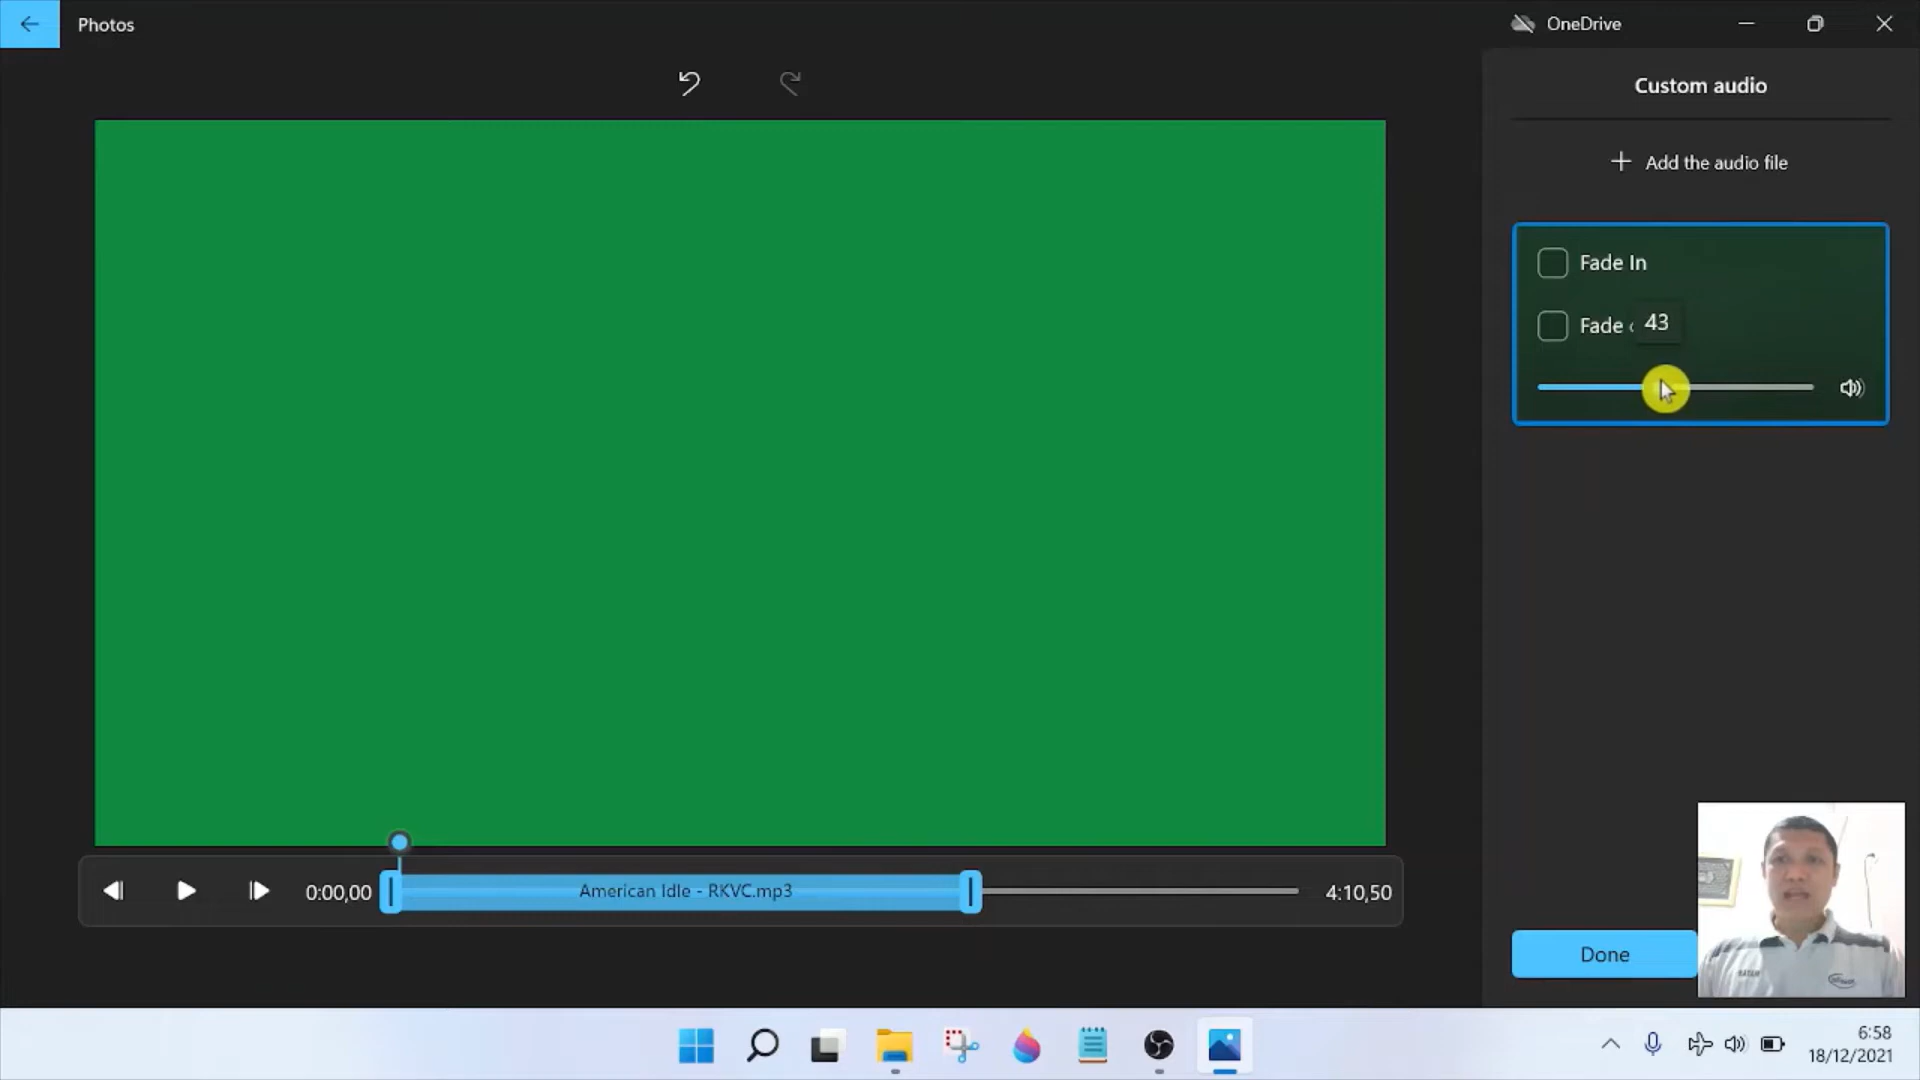 Photos
OneDrive
Custom audio
Add the audio file
Fade In
Fade
43
0:00,00
American Idle - RKVC.mp3
4:10,50
Done
6:58
18/12/2021